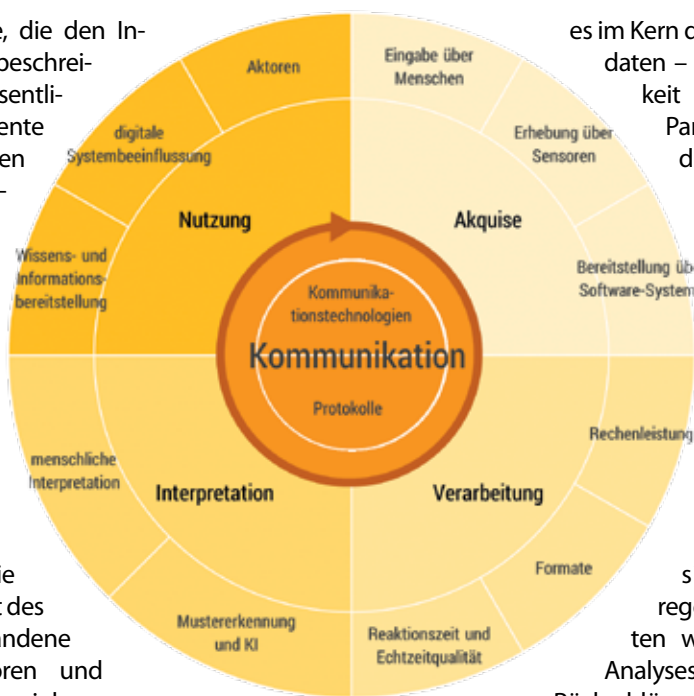 e, die den In-
beschrei-
sentli-
ente
en
-
es im Kern d
daten –
keit
Par
d
Aktoren
Eingabe über
Menschen
digitale
Systembeeinflussung
Erhebung über
Sensoren
Nutzung
Akquise
Wissens- und
Informations-
bereitstellung
Bereitstellung üb
Software-System
Kommunika-
tionstechnologien
Kommunikation
Protokolle
Rechenleistung
menschliche
Interpretation
Interpretation
Verarbeitung
Formate
Mustererkennung
und KI
Reaktionszeit und
Echtzeitqualität
ie
t des
andene
oren und
s
rege
ten w
Analyses